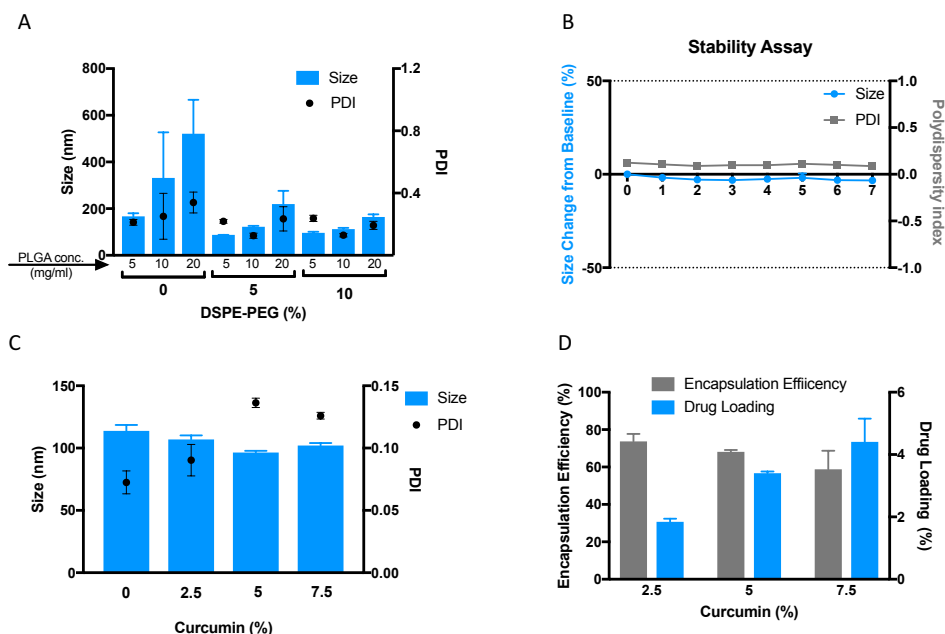 A
800
600
400
200
0
Size (nm)
1.2
0.8
0.4
PDI
Size
PDI
PLGA conc.
(mg/ml)
5 10 20 5 10 20 5 10 20
0 5 10
DSPE-PEG (%)
B
Stability Assay
50
0
-50
Size Change from Baseline (%)
1.0
0.5
0.0
-0.5
-1.0
Polydispersity index
Size
PDI
0 1 2 3 4 5 6 7
C
150
100
50
0
Size (nm)
0.15
0.10
0.05
0.00
PDI
Size
PDI
0 2.5 5 7.5
Curcumin (%)
D
100
80
60
40
20
0
Encapsulation Efficiency (%)
6
4
2
0
Drug Loading
(%)
Encapsulation Effiicency
Drug Loading
2.5 5 7.5
Curcumin (%)